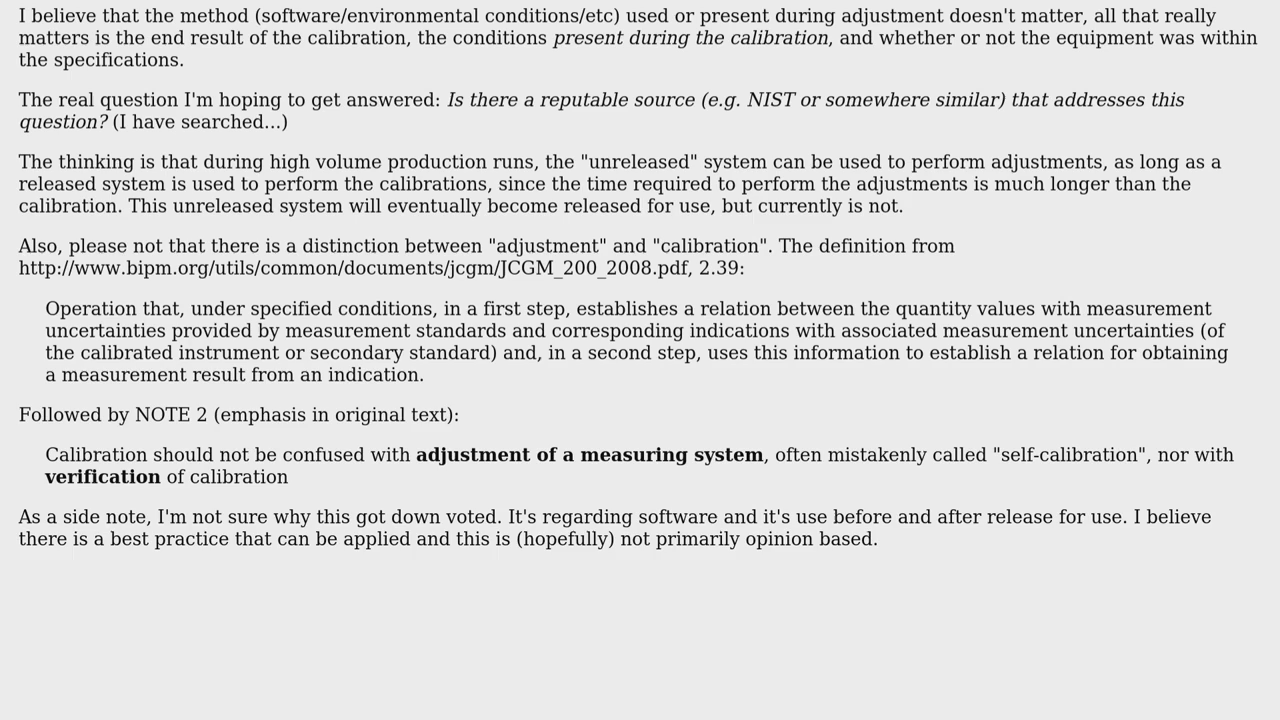 I believe that the method (software/environmental conditions/etc) used or present during adjustment doesn't matter, all that really
matters is the end result of the calibration, the conditions present during the calibration, and whether or not the equipment was within
the specifications.
The real question I'm hoping to get answered: Is there a reputable source (e.g. NIST or somewhere similar) that addresses this
question? (I have searched...)
The thinking is that during high volume production runs, the "unreleased" system can be used to perform adjustments, as long as a
released system is used to perform the calibrations, since the time required to perform the adjustments is much longer than the
calibration. This unreleased system will eventually become released for use, but currently is not.
Also, please not that there is a distinction between "adjustment" and "calibration". The definition from
http://www.bipm.org/utils/common/documents/jcgm/JCGM_200_2008.pdf, 2.39:
Operation that, under specified conditions, in a first step, establishes a relation between the quantity values with measurement
uncertainties provided by measurement standards and corresponding indications with associated measurement uncertainties (of
the calibrated instrument or secondary standard) and, in a second step, uses this information to establish a relation for obtaining
a measurement result from an indication.
Followed by NOTE 2 (emphasis in original text):
Calibration should not be confused with adjustment of a measuring system, often mistakenly called "self-calibration", nor with
verification of calibration
As a side note, I'm not sure why this got down voted. It's regarding software and it's use before and after release for use. I believe
there is a best practice that can be applied and this is (hopefully) not primarily opinion based.